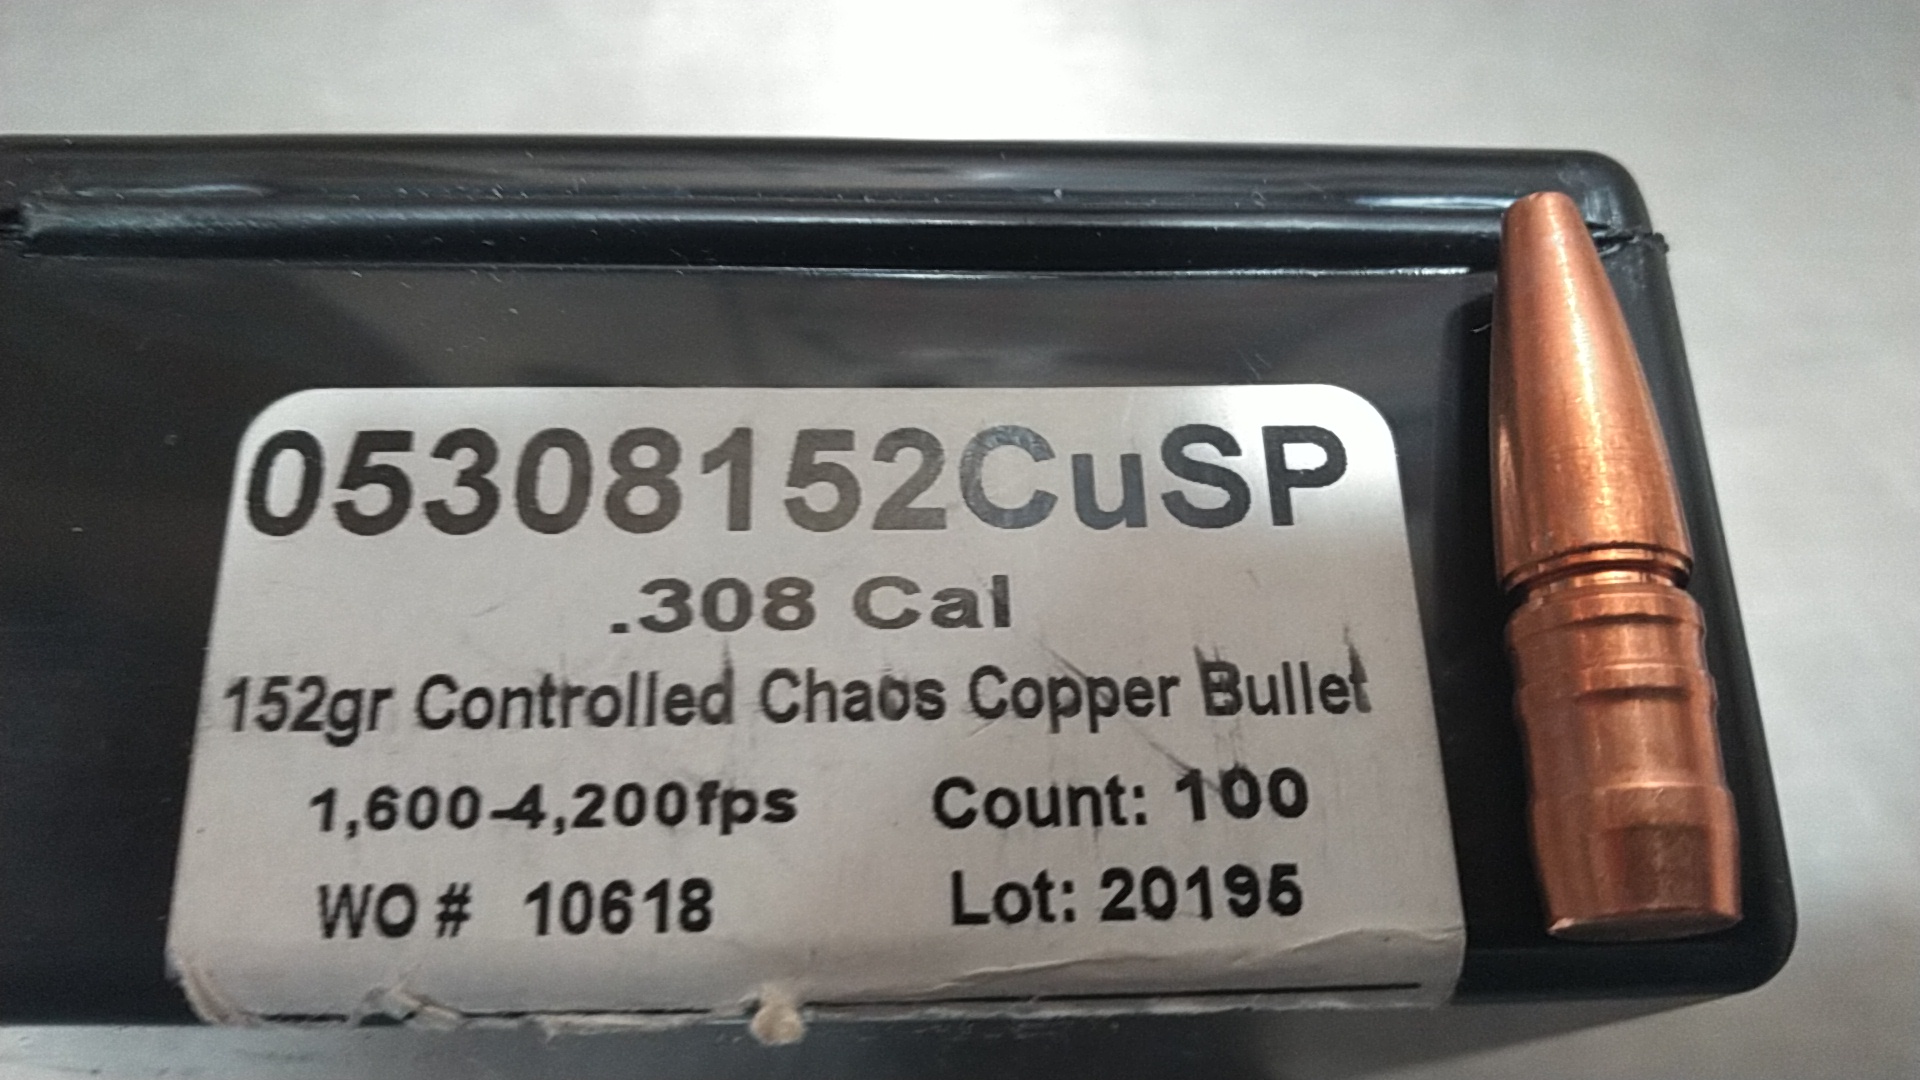 05308152CuSP
.308 Cal
152gr Controlled Chaos Copper Bullet
1,600-4,200fps Count: 100
WO # 10618 Lot: 20195